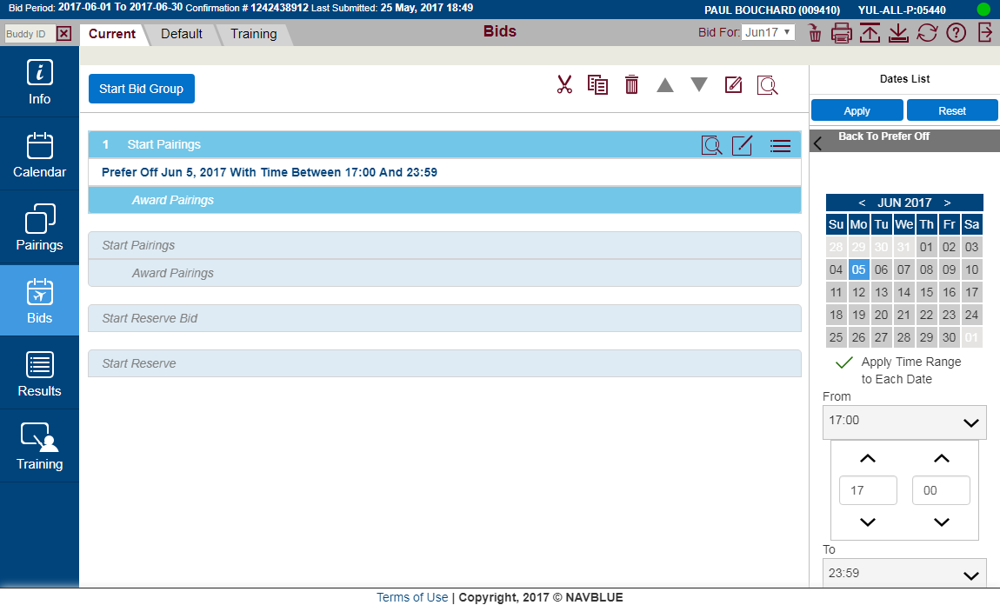 Bid Period: 2017-06-01 To 2017-06-30 Confirmation # 1242438912 Last Submitted: 25 May, 2017 18:49
PAUL BOUCHARD (009410) YUL-ALL-P:05440
Buddy ID
Current Default Training
Bids
Bid For: Jun17
Info
Calendar
Pairings
Bids
Results
Training
Start Bid Group
1 Start Pairings
Prefer Off Jun 5, 2017 With Time Between 17:00 And 23:59
Award Pairings
Start Pairings
Award Pairings
Start Reserve Bid
Start Reserve
Dates List
Apply Reset
Back To Prefer Off
< JUN 2017 >
Su Mo Tu We Th Fr Sa
28 29 30 31 01 02 03
04 05 06 07 08 09 10
11 12 13 14 15 16 17
18 19 20 21 22 23 24
25 26 27 28 29 30 01
Apply Time Range
to Each Date
From
17:00
17 00
To
23:59
Terms of Use | Copyright, 2017 © NAVBLUE